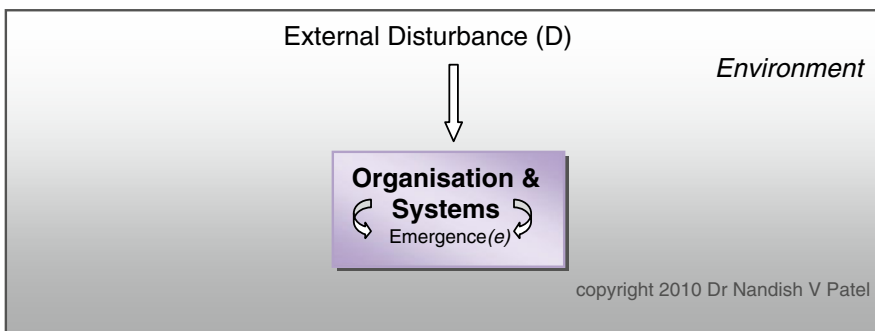 External Disturbance (D)
Environment
Organisation &
Systems
Emergence(e)
copyright 2010 Dr Nandish V Patel